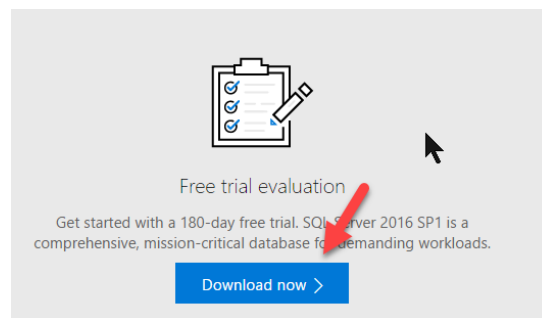 Free trial evaluation
Get started with a 180-day free trial. SQL Server 2016 SP1 is a
comprehensive, mission-critical database for demanding workloads.
Download now >